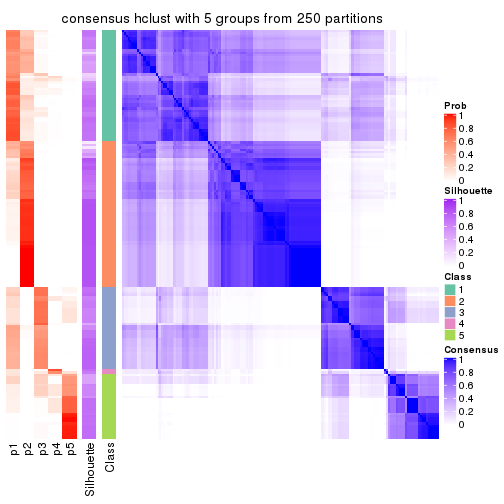 consensus hclust with 5 groups from 250 partitions
Prob
1
0.8
0.6
0.4
0.2
0
Silhouette
1
0.8
0.6
0.4
0.2
0
Class
1
2
3
4
5
Consensus
1
0.8
0.6
0.4
0.2
0
p1
p2
p3
p4
p5
Silhouette
Class